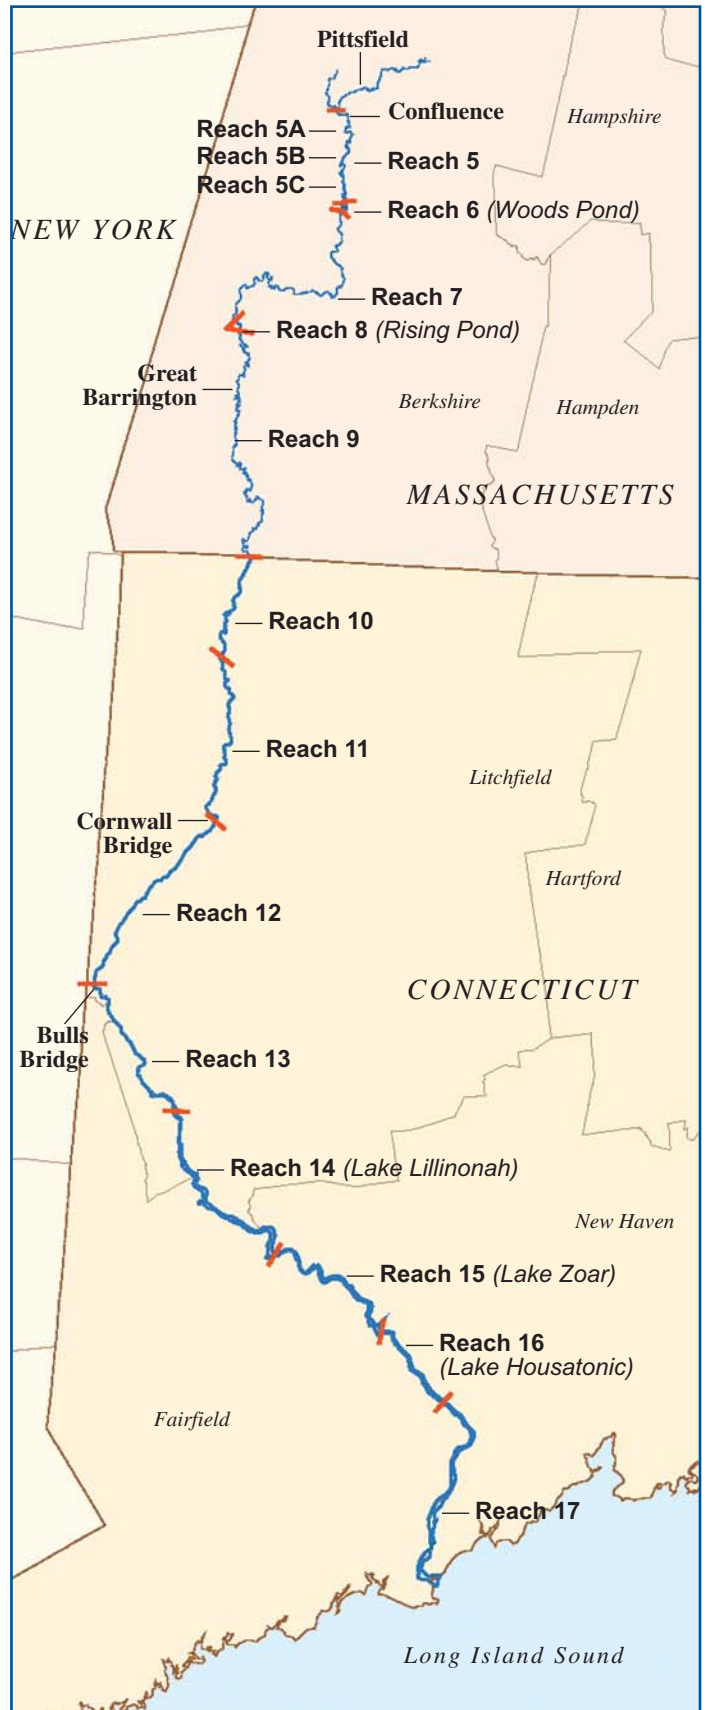 Pittsfield
Confluence
Hampshire
Reach 5A
Reach 5B
Reach 5
Reach 5C
Reach 6 (Woods Pond)
NEW YORK
Reach 7
Reach 8 (Rising Pond)
Great
Barrington
Berkshire
Hampden
Reach 9
MASSACHUSETTS
Reach 10
Reach 11
Litchfield
Cornwall
Bridge
Hartford
Reach 12
CONNECTICUT
Bulls
Bridge
Reach 13
Reach 14 (Lake Lillinonah)
New Haven
Reach 15 (Lake Zoar)
Reach 16
(Lake Housatonic)
Fairfield
Reach 17
Long Island Sound